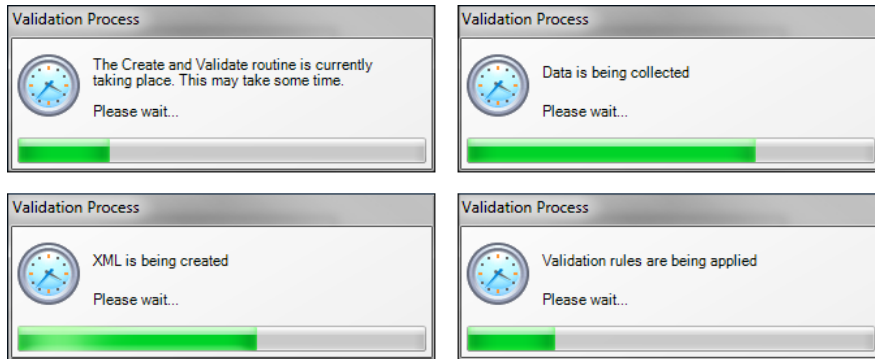 Validation Process
The Create and Validate routine is currently
taking place. This may take some time.
Please wait...
Validation Process
Data is being collected
Please wait...
Validation Process
XML is being created
Please wait...
Validation Process
Validation rules are being applied
Please wait...